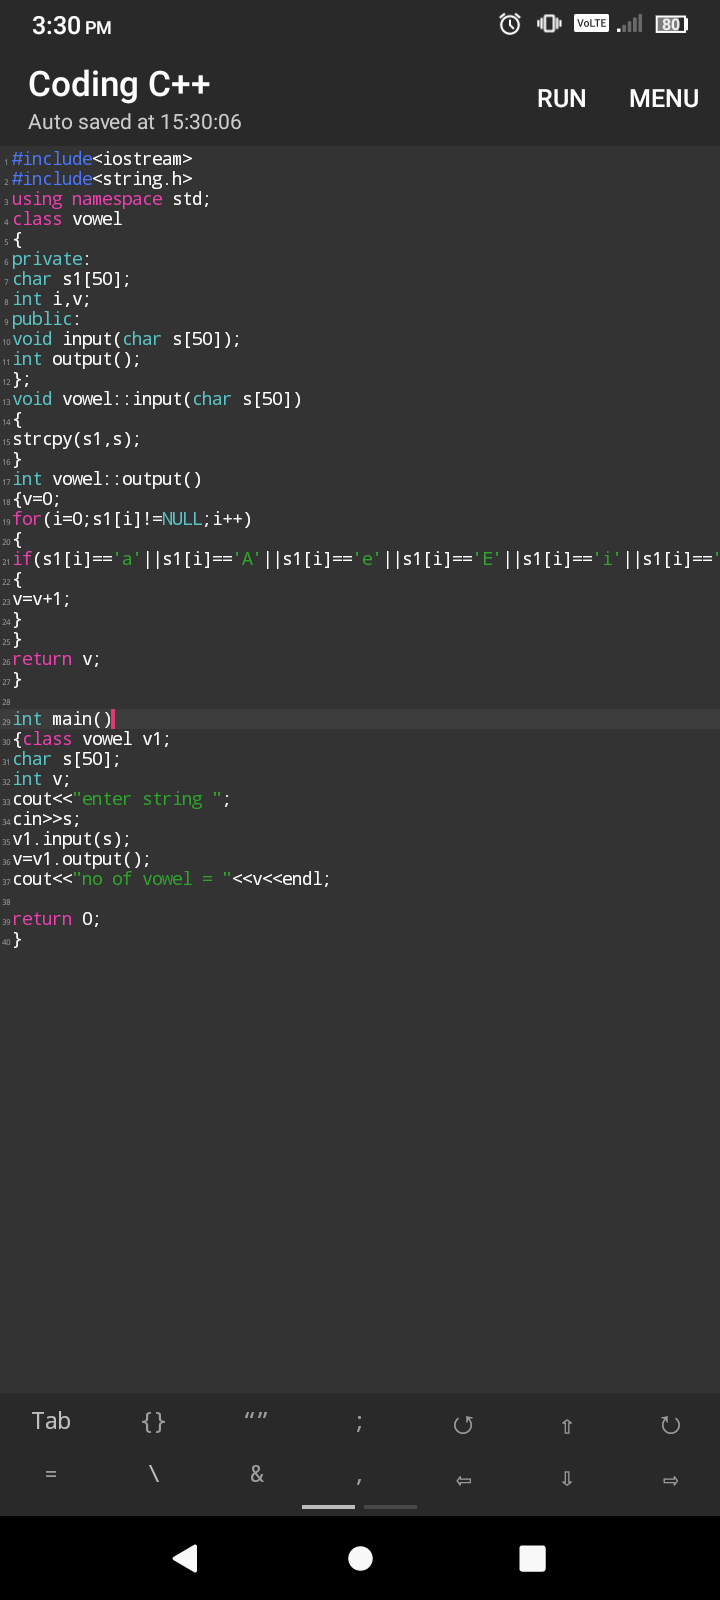 3:30 PM
VoLTE
80
Coding C++
RUN
MENU
Auto saved at 15:30:06
1 #include<iostream>
2 #include<string.h>
3 using namespace std;
4 class vowel
5 {
6 private:
7 char s1[50];
8 int i,v;
9 public:
10 void input(char s[50]);
11 int output();
12 };
13 void vowel::input(char s[50])
14 {
15 strcpy(s1,s);
16 }
17 int vowel::output()
18 {v=0;
19 for(i=0;s1[i]!=NULL;i++)
20 {
21 if(s1[i]=='a'||s1[i]=='A'||s1[i]=='e'||s1[i]=='E'||s1[i]=='i'||s1[i]=='
22 {
23 v=v+1;
24 }
25 }
26 return v;
27 }
28
29 int main()
30 {class vowel v1;
31 char s[50];
32 int v;
33 cout<<"enter string ";
34 cin>>s;
35 v1.input(s);
36 v=v1.output();
37 cout<<"no of vowel = "<<v<<endl;
38
39 return 0;
40 }
Tab {} “” ; ↺ ⇧ ↻
= \ & , ⇦ ⇩ ⇨